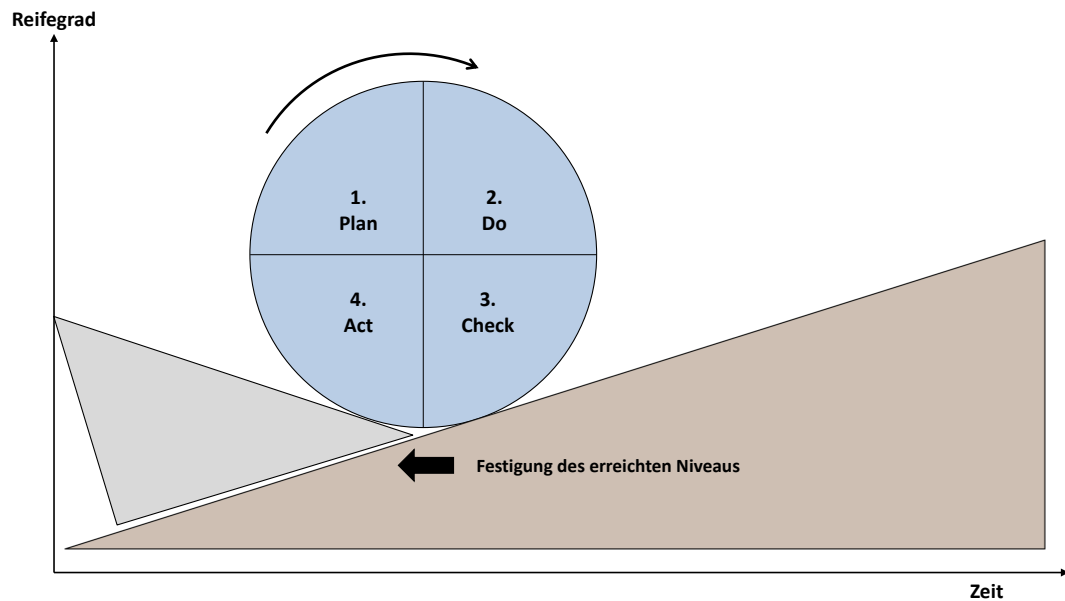 Reifegrad
1.
Plan
2.
Do
4.
Act
3.
Check
Festigung des erreichten Niveaus
Zeit